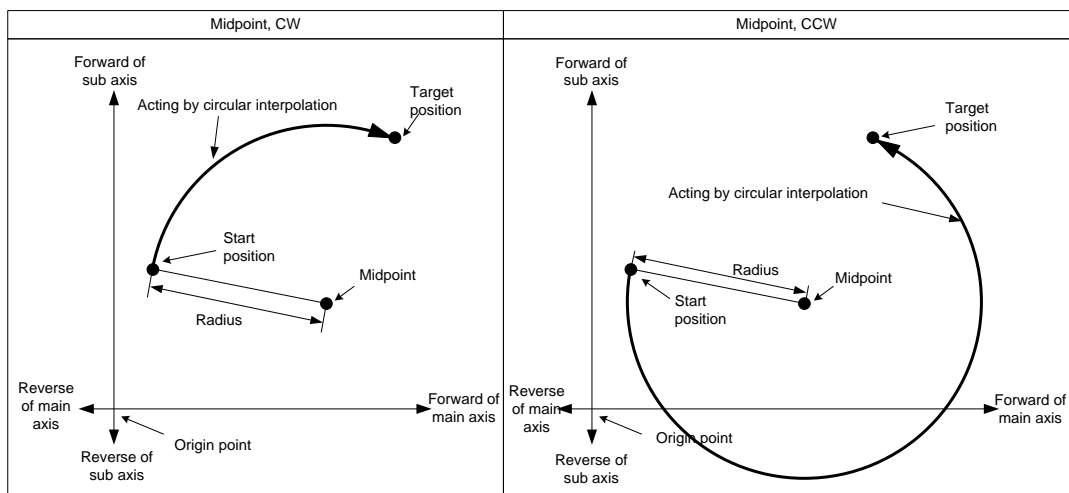 Midpoint, CW
Forward of
sub axis
Acting by circular interpolation
Target
position
Start
position
Midpoint
Radius
Reverse
of main
axis
Forward of
main axis
Origin point
Reverse of
sub axis
Midpoint, CCW
Forward of
sub axis
Target
position
Acting by circular interpolation
Radius
Midpoint
Start
position
Reverse
of main
axis
Forward of
main axis
Origin point
Reverse of
sub axis